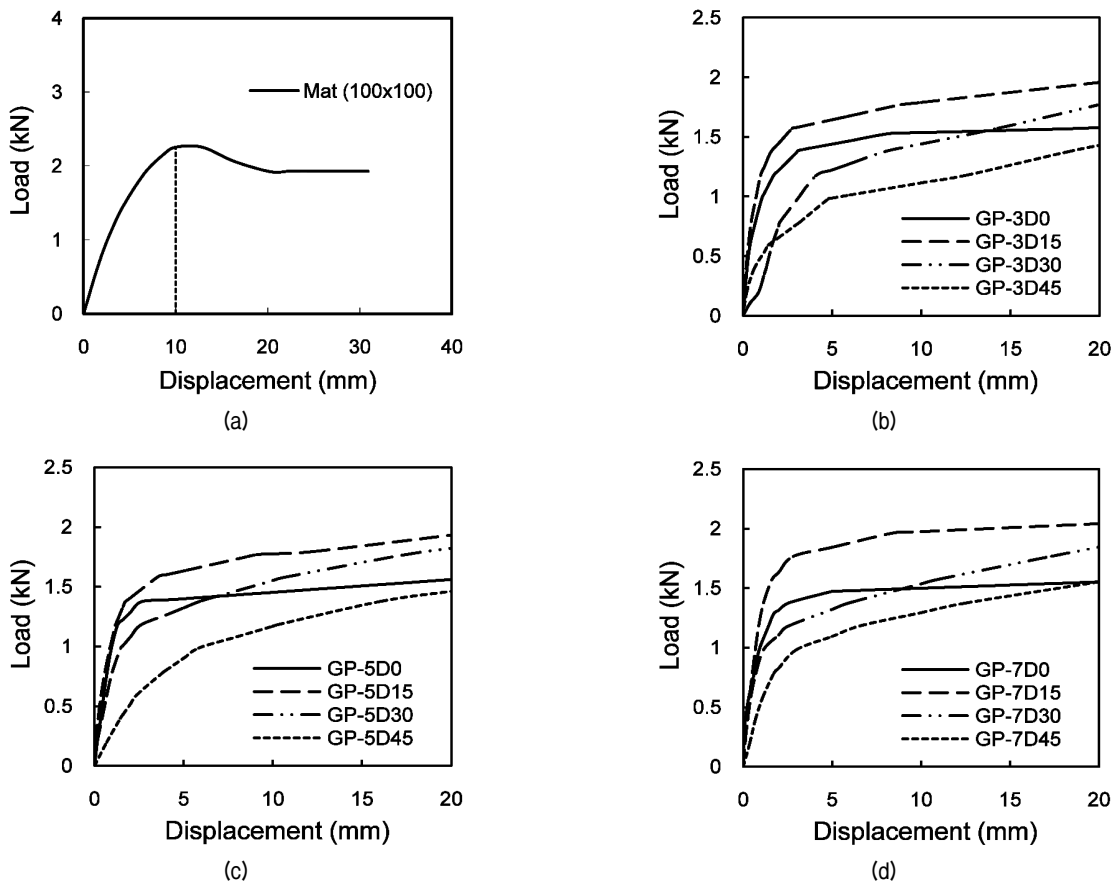 4
3
2
1
0
Load (kN)
Mat (100x100)
0 10 20 30 40
Displacement (mm)
(a)
2.5
2
1.5
1
0.5
0
Load (kN)
GP-3D0
GP-3D15
GP-3D30
GP-3D45
0 5 10 15 20
Displacement (mm)
(b)
2.5
2
1.5
1
0.5
0
Load (kN)
GP-5D0
GP-5D15
GP-5D30
GP-5D45
0 5 10 15 20
Displacement (mm)
(c)
2.5
2
1.5
1
0.5
0
Load (kN)
GP-7D0
GP-7D15
GP-7D30
GP-7D45
0 5 10 15 20
Displacement (mm)
(d)